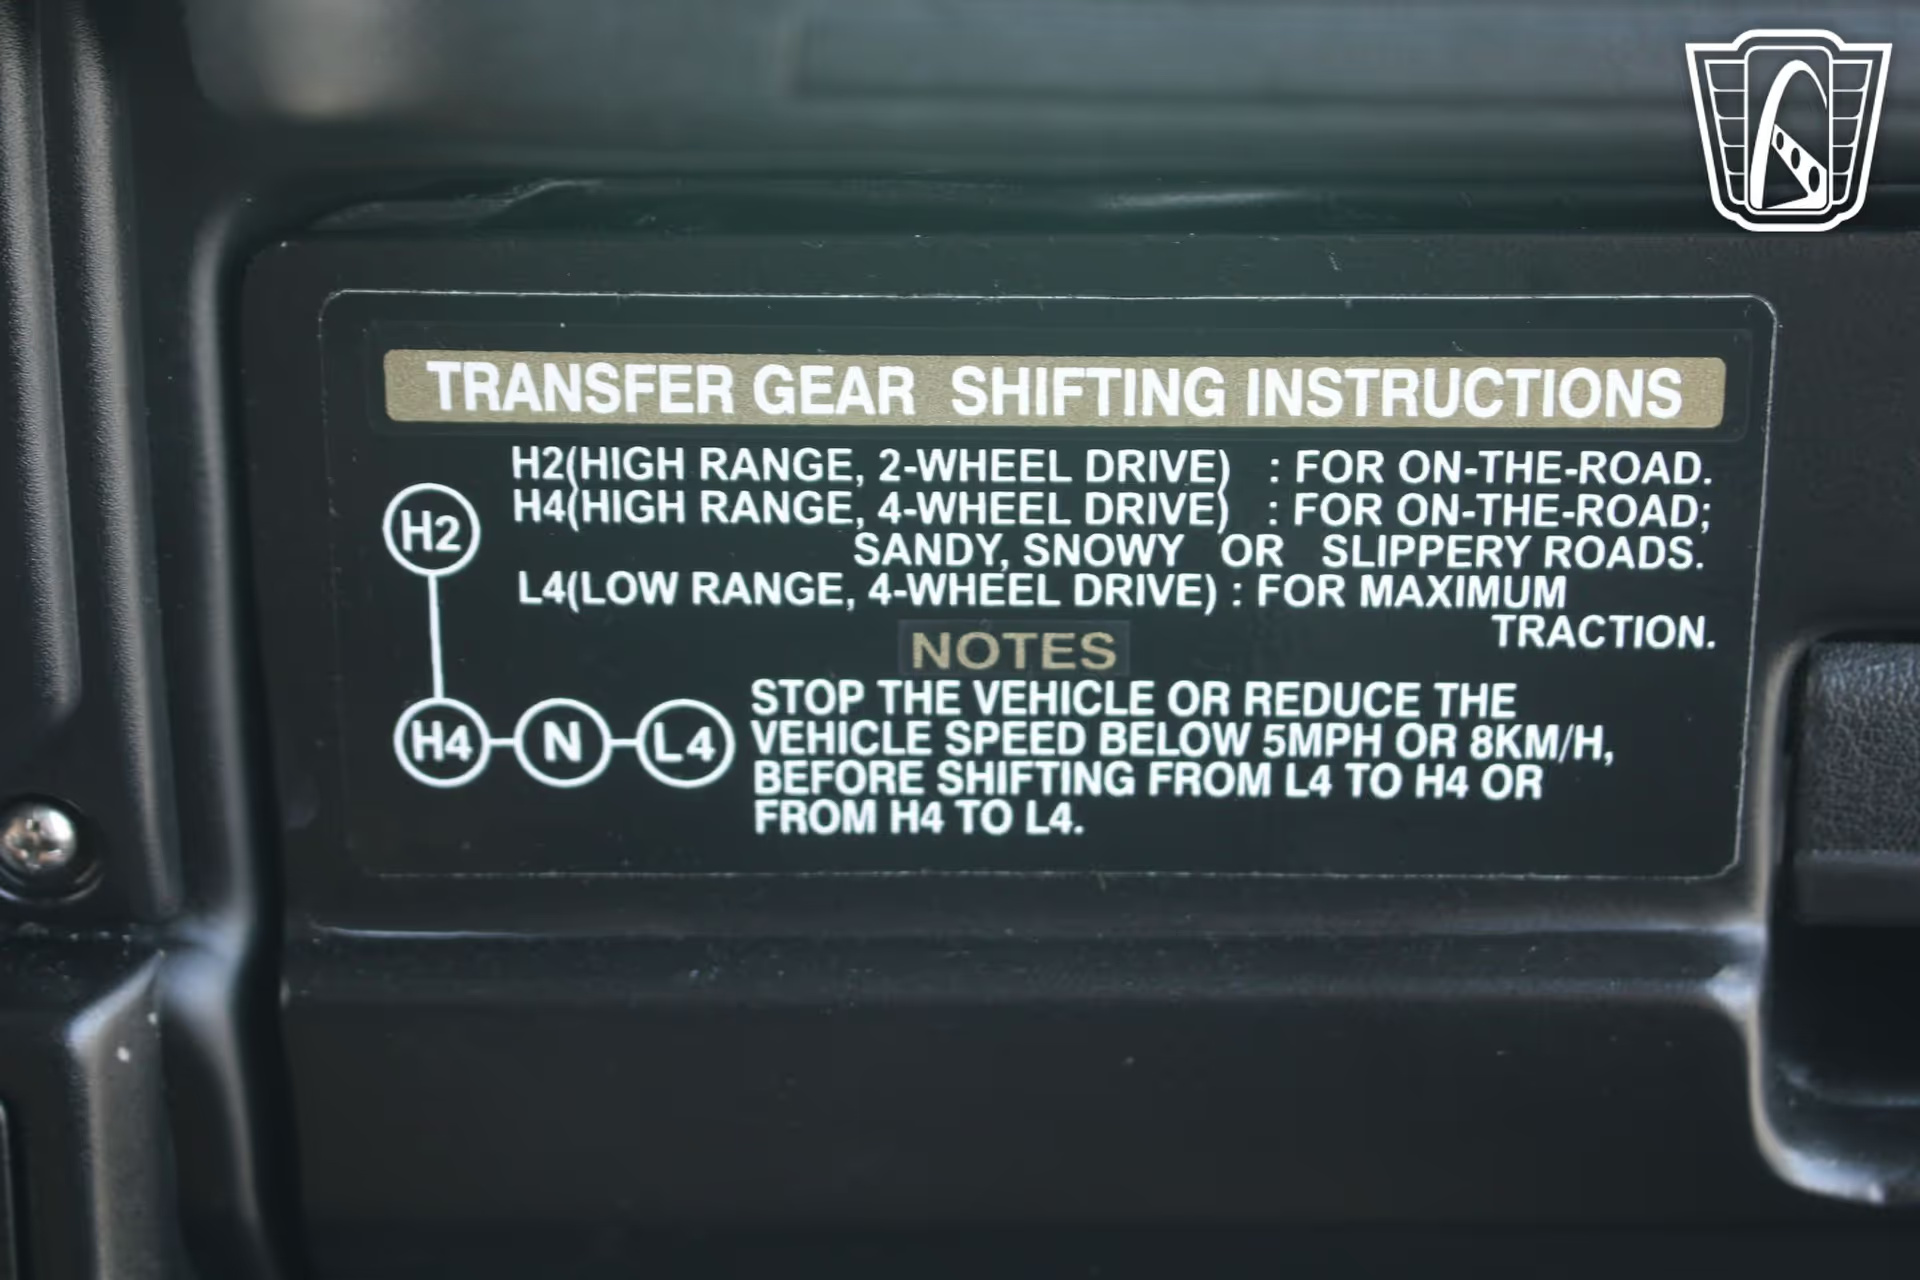 TRANSFER GEAR SHIFTING INSTRUCTIONS
H2(HIGH RANGE, 2-WHEEL DRIVE) : FOR ON-THE-ROAD.
H4(HIGH RANGE, 4-WHEEL DRIVE) : FOR ON-THE-ROAD;
SANDY, SNOWY OR SLIPPERY ROADS.
L4(LOW RANGE, 4-WHEEL DRIVE) : FOR MAXIMUM
TRACTION.
H2
H4 N L4
NOTES
STOP THE VEHICLE OR REDUCE THE
VEHICLE SPEED BELOW 5MPH OR 8KM/H,
BEFORE SHIFTING FROM L4 TO H4 OR
FROM H4 TO L4.